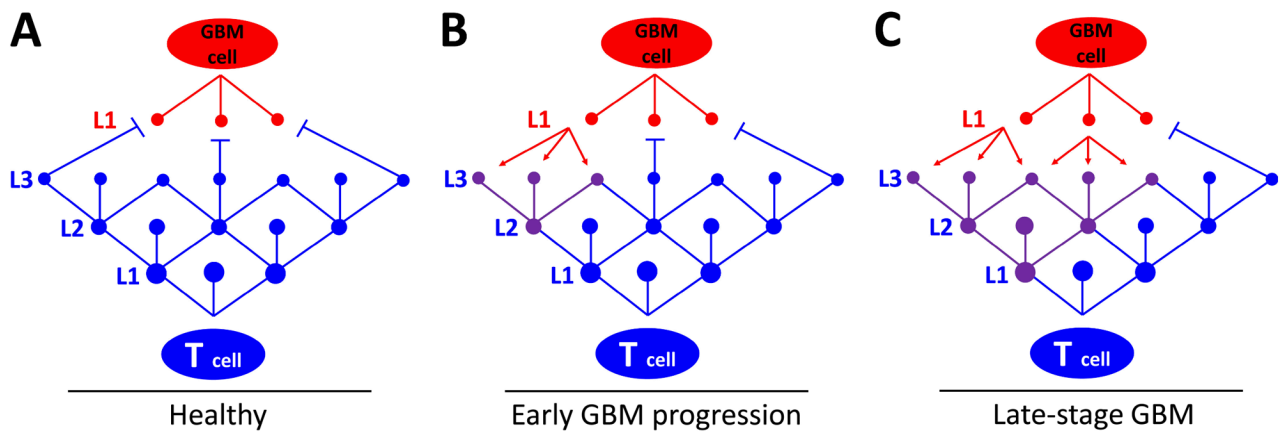 A
GBM
cell
L1
L3
L2
L1
T cell
Healthy
B
GBM
cell
L1
L3
L2
L1
T cell
Early GBM progression
C
GBM
cell
L1
L3
L2
L1
T cell
Late-stage GBM